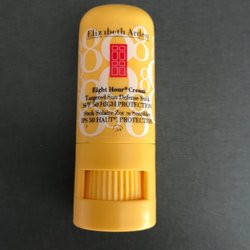 Elizabeth Arden
Eight Hour® Cream
Targeted Sun Defense Stick
SPF 50 HIGH PROTECTION
Stick Solaire Zones Sensibles
SPF 50 HAUTE PROTECTION